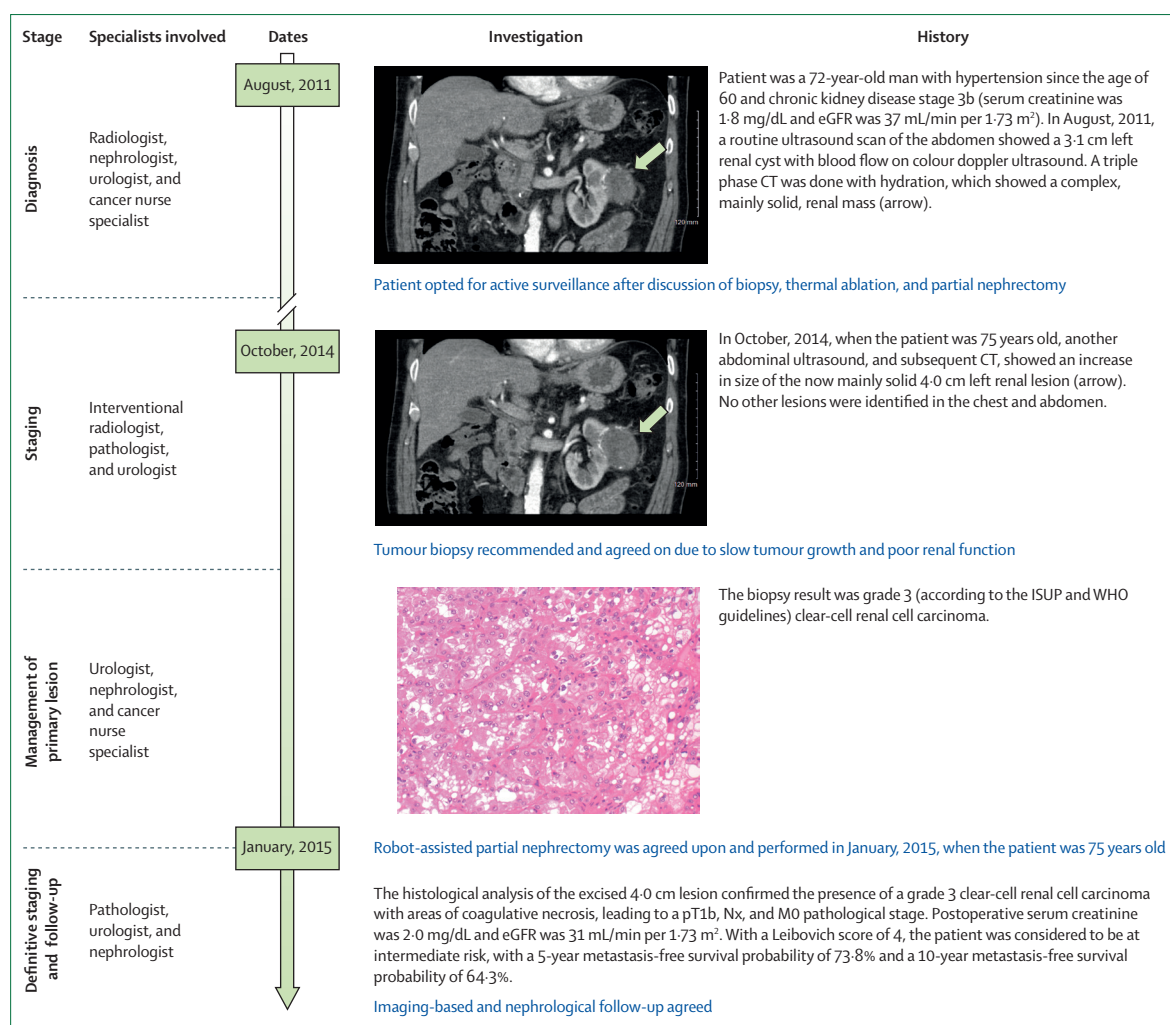 Stage Specialists involved Dates Investigation History
Diagnosis
Radiologist,
nephrologist,
urologist, and
cancer nurse
specialist
August, 2011
120 mm
Patient was a 72-year-old man with hypertension since the age of
60 and chronic kidney disease stage 3b (serum creatinine was
1·8 mg/dL and eGFR was 37 mL/min per 1·73 m²). In August, 2011,
a routine ultrasound scan of the abdomen showed a 3·1 cm left
renal cyst with blood flow on colour doppler ultrasound. A triple
phase CT was done with hydration, which showed a complex,
mainly solid, renal mass (arrow).
Patient opted for active surveillance after discussion of biopsy, thermal ablation, and partial nephrectomy
Staging
Interventional
radiologist,
pathologist,
and urologist
October, 2014
120 mm
In October, 2014, when the patient was 75 years old, another
abdominal ultrasound, and subsequent CT, showed an increase
in size of the now mainly solid 4·0 cm left renal lesion (arrow).
No other lesions were identified in the chest and abdomen.
Tumour biopsy recommended and agreed on due to slow tumour growth and poor renal function
Management of
primary lesion
Urologist,
nephrologist,
and cancer
nurse
specialist
The biopsy result was grade 3 (according to the ISUP and WHO
guidelines) clear-cell renal cell carcinoma.
January, 2015
Robot-assisted partial nephrectomy was agreed upon and performed in January, 2015, when the patient was 75 years old
Definitive staging
and follow-up
Pathologist,
urologist, and
nephrologist
The histological analysis of the excised 4·0 cm lesion confirmed the presence of a grade 3 clear-cell renal cell carcinoma
with areas of coagulative necrosis, leading to a pT1b, Nx, and M0 pathological stage. Postoperative serum creatinine
was 2·0 mg/dL and eGFR was 31 mL/min per 1·73 m². With a Leibovich score of 4, the patient was considered to be at
intermediate risk, with a 5-year metastasis-free survival probability of 73·8% and a 10-year metastasis-free survival
probability of 64·3%.
Imaging-based and nephrological follow-up agreed